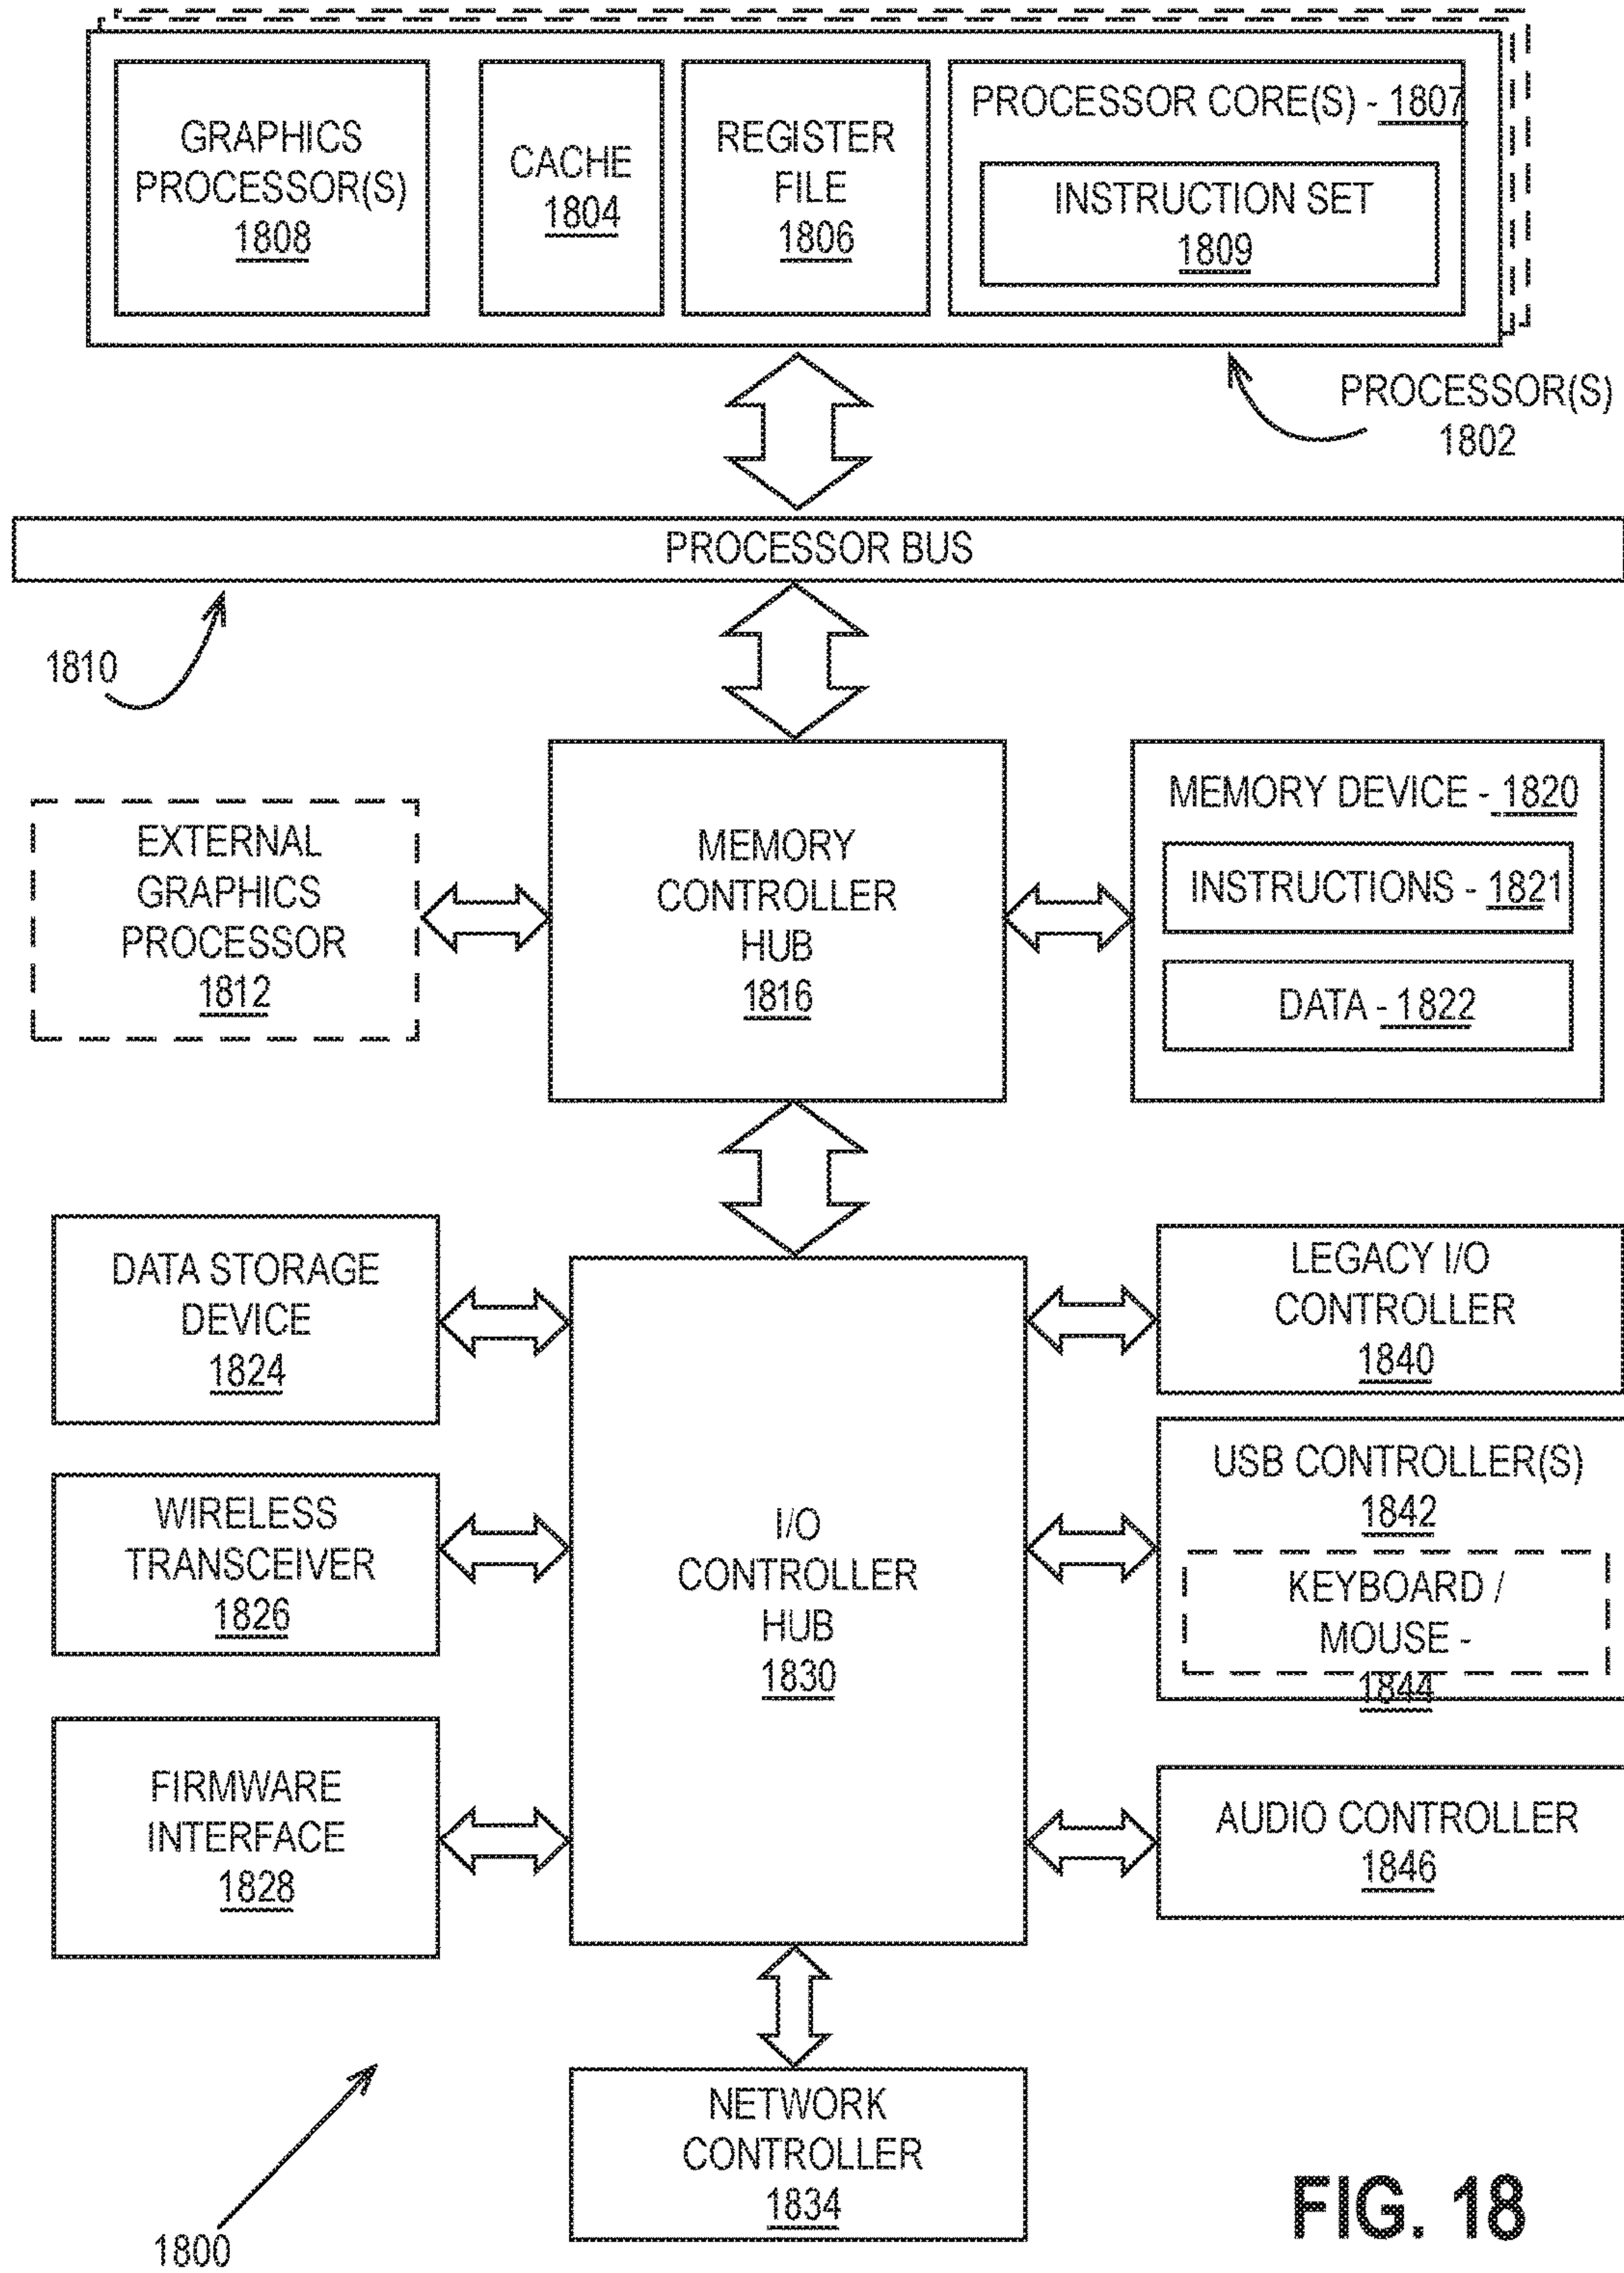 GRAPHICS
PROCESSOR(S)
1808
CACHE
1804
REGISTER
FILE
1806
PROCESSOR CORE(S) - 1807
INSTRUCTION SET
1809
PROCESSOR(S)
1802
PROCESSOR BUS
1810
EXTERNAL
GRAPHICS
PROCESSOR
1812
MEMORY
CONTROLLER
HUB
1816
MEMORY DEVICE - 1820
INSTRUCTIONS - 1821
DATA - 1822
DATA STORAGE
DEVICE
1824
WIRELESS
TRANSCEIVER
1826
FIRMWARE
INTERFACE
1828
I/O
CONTROLLER
HUB
1830
LEGACY I/O
CONTROLLER
1840
USB CONTROLLER(S)
1842
KEYBOARD /
MOUSE -
1844
AUDIO CONTROLLER
1846
NETWORK
CONTROLLER
1834
1800
FIG. 18